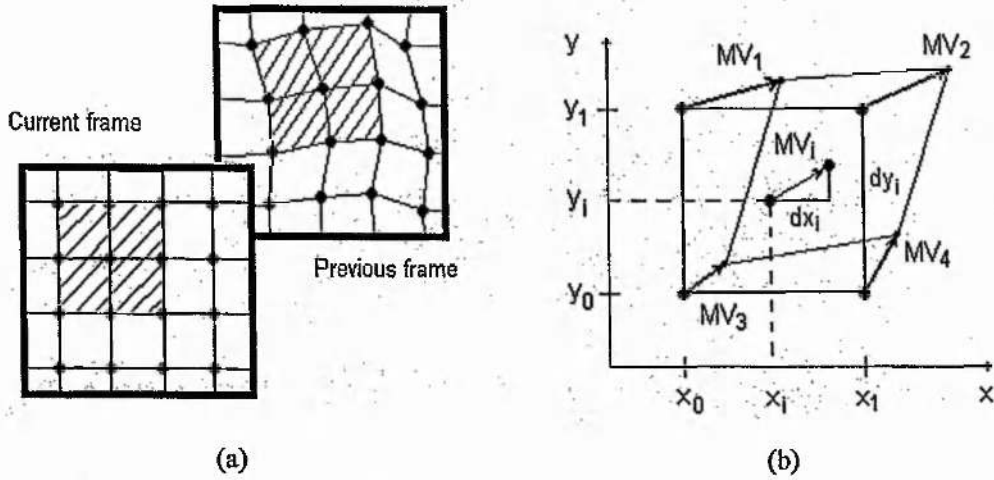 Current frame
Previous frame
(a)
y
y₁
yᵢ
y₀
MV₁
MV₂
MVᵢ
dyᵢ
dxᵢ
MV₃
MV₄
x₀
xᵢ
x₁
x
(b)